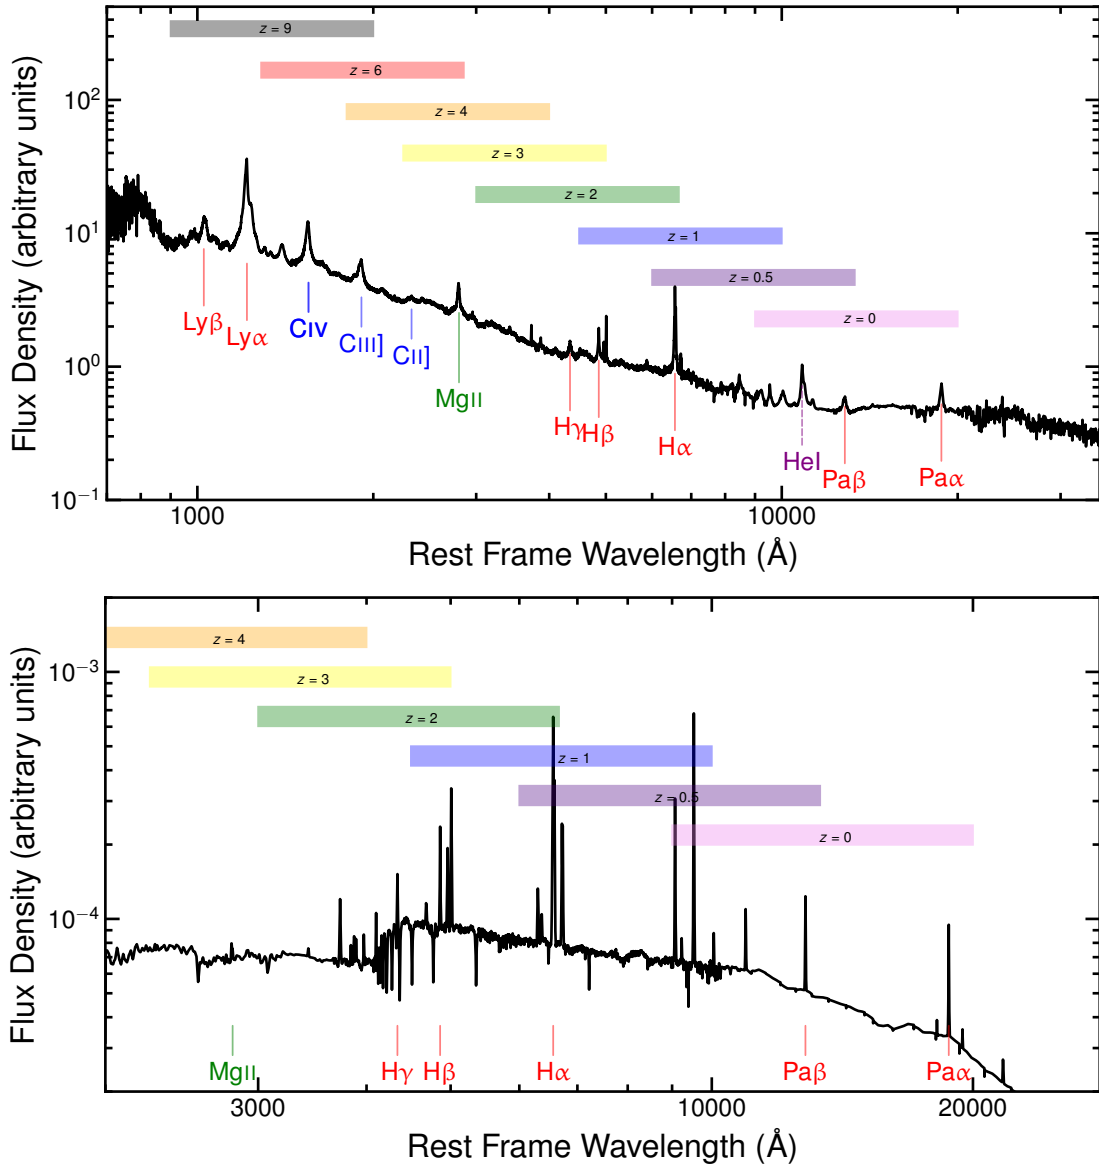 z = 9
z = 6
z = 4
z = 3
z = 2
z = 1
z = 0.5
z = 0
10²
10¹
10⁰
10⁻¹
Flux Density (arbitrary units)
Lyβ
Lyα
CIV
CIII]
CII]
MgII
Hγ
Hβ
Hα
HeI
Paβ
Paα
1000
10000
Rest Frame Wavelength (Å)
z = 4
z = 3
z = 2
z = 1
z = 0.5
z = 0
10⁻³
10⁻⁴
Flux Density (arbitrary units)
MgII
Hγ
Hβ
Hα
Paβ
Paα
3000
10000
20000
Rest Frame Wavelength (Å)